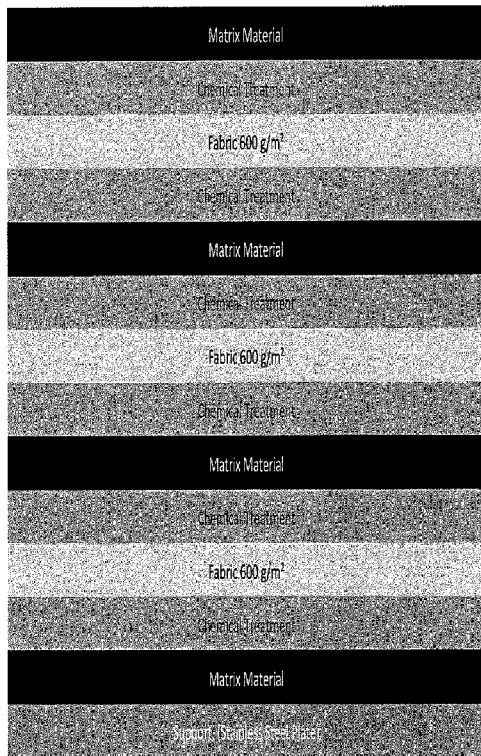 Matrix Material
Chemical Treatment
Fabric 600 g/m²
Chemical Treatment
Matrix Material
Chemical Treatment
Fabric 600 g/m²
Chemical Treatment
Matrix Material
Chemical Treatment
Fabric 600 g/m²
Chemical Treatment
Matrix Material
Support (Stainless Steel Plate)